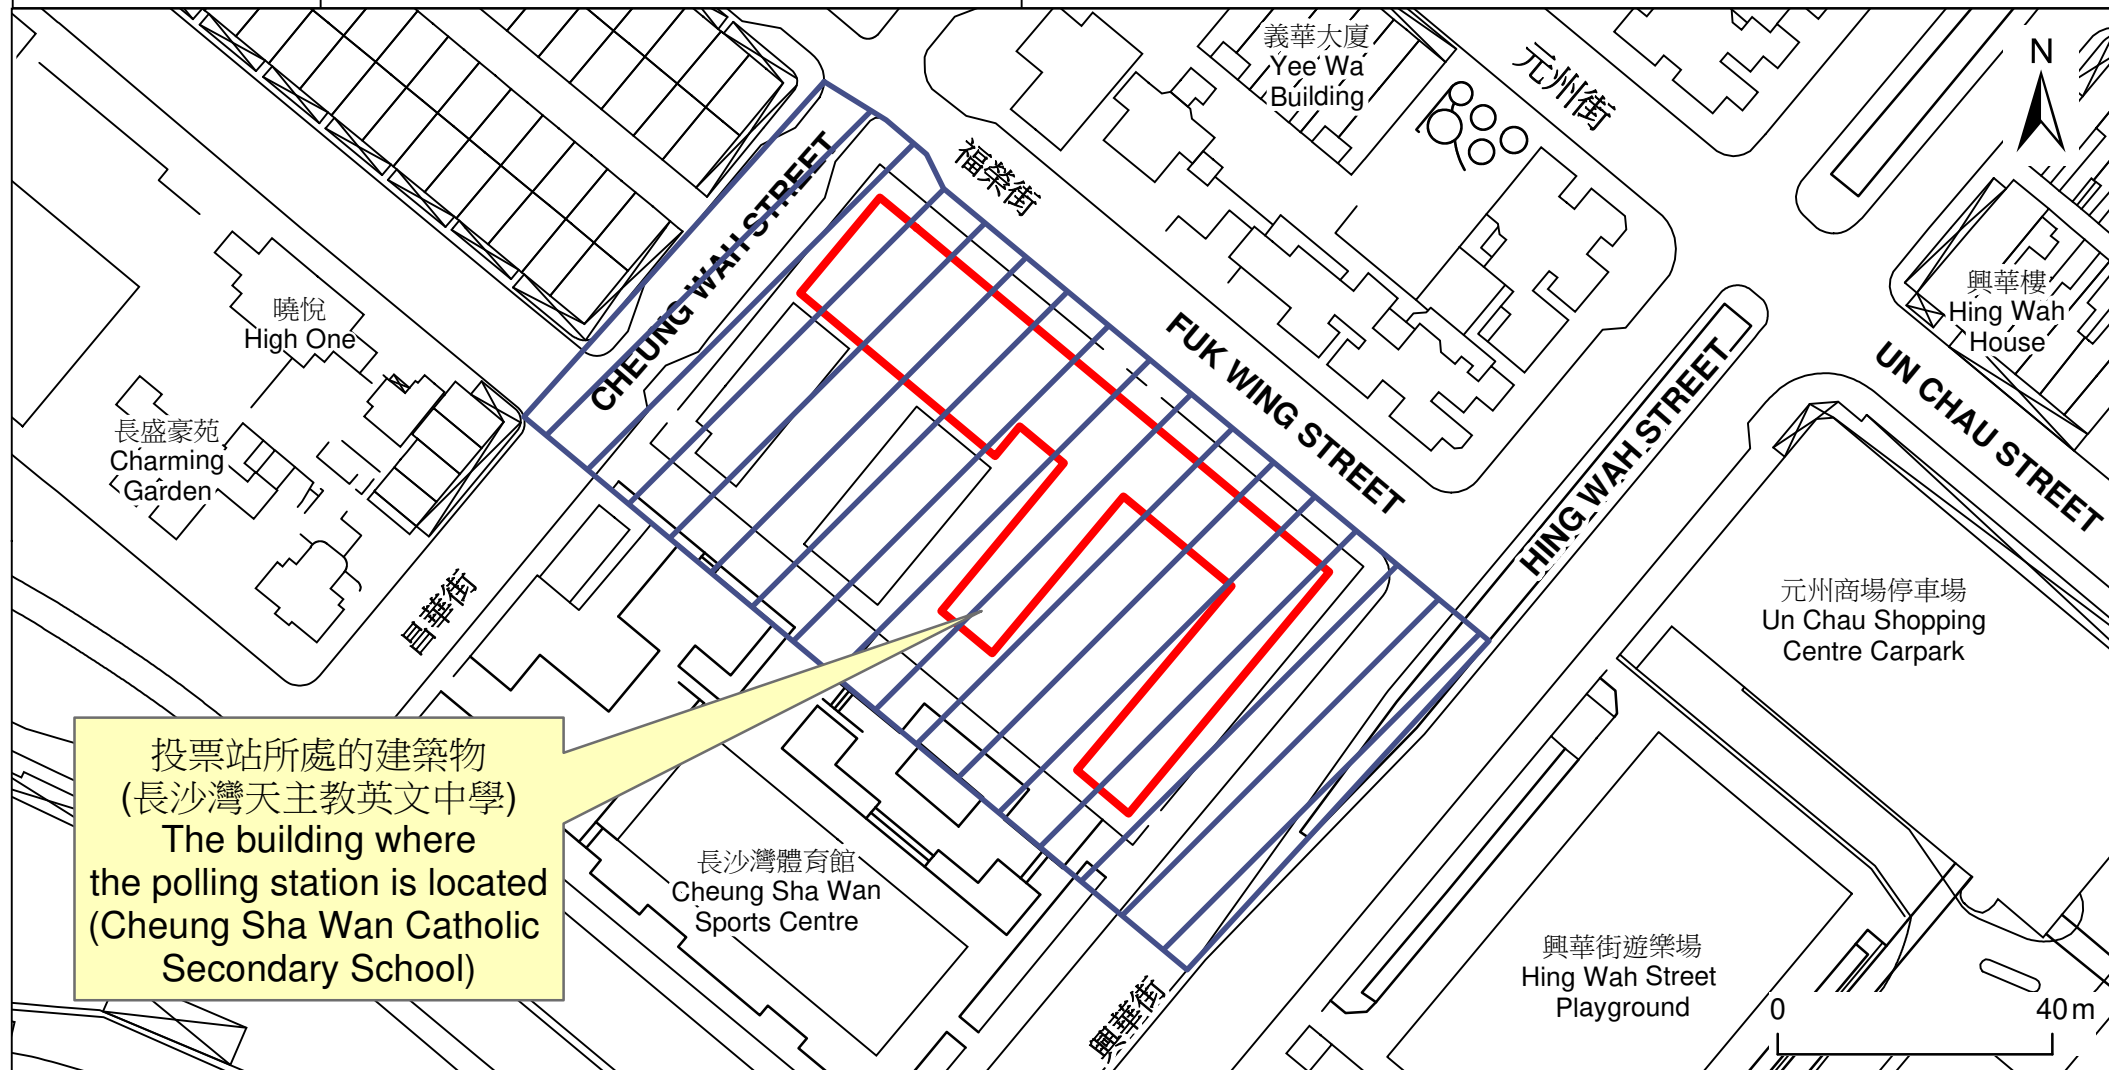 義華大廈
Yee Wa
Building
元州街
N
福榮街
CHEUNG WAH STREET
曉悅
High One
興華樓
Hing Wah
House
FUK WING STREET
HING WAH STREET
UN CHAU STREET
長盛豪苑
Charming
Garden
昌華街
元州商場停車場
Un Chau Shopping
Centre Carpark
投票站所處的建築物
(長沙灣天主教英文中學)
The building where
the polling station is located
(Cheung Sha Wan Catholic
Secondary School)
長沙灣體育館
Cheung Sha Wan
Sports Centre
興華街遊樂場
Hing Wah Street
Playground
興華街
0 40 m